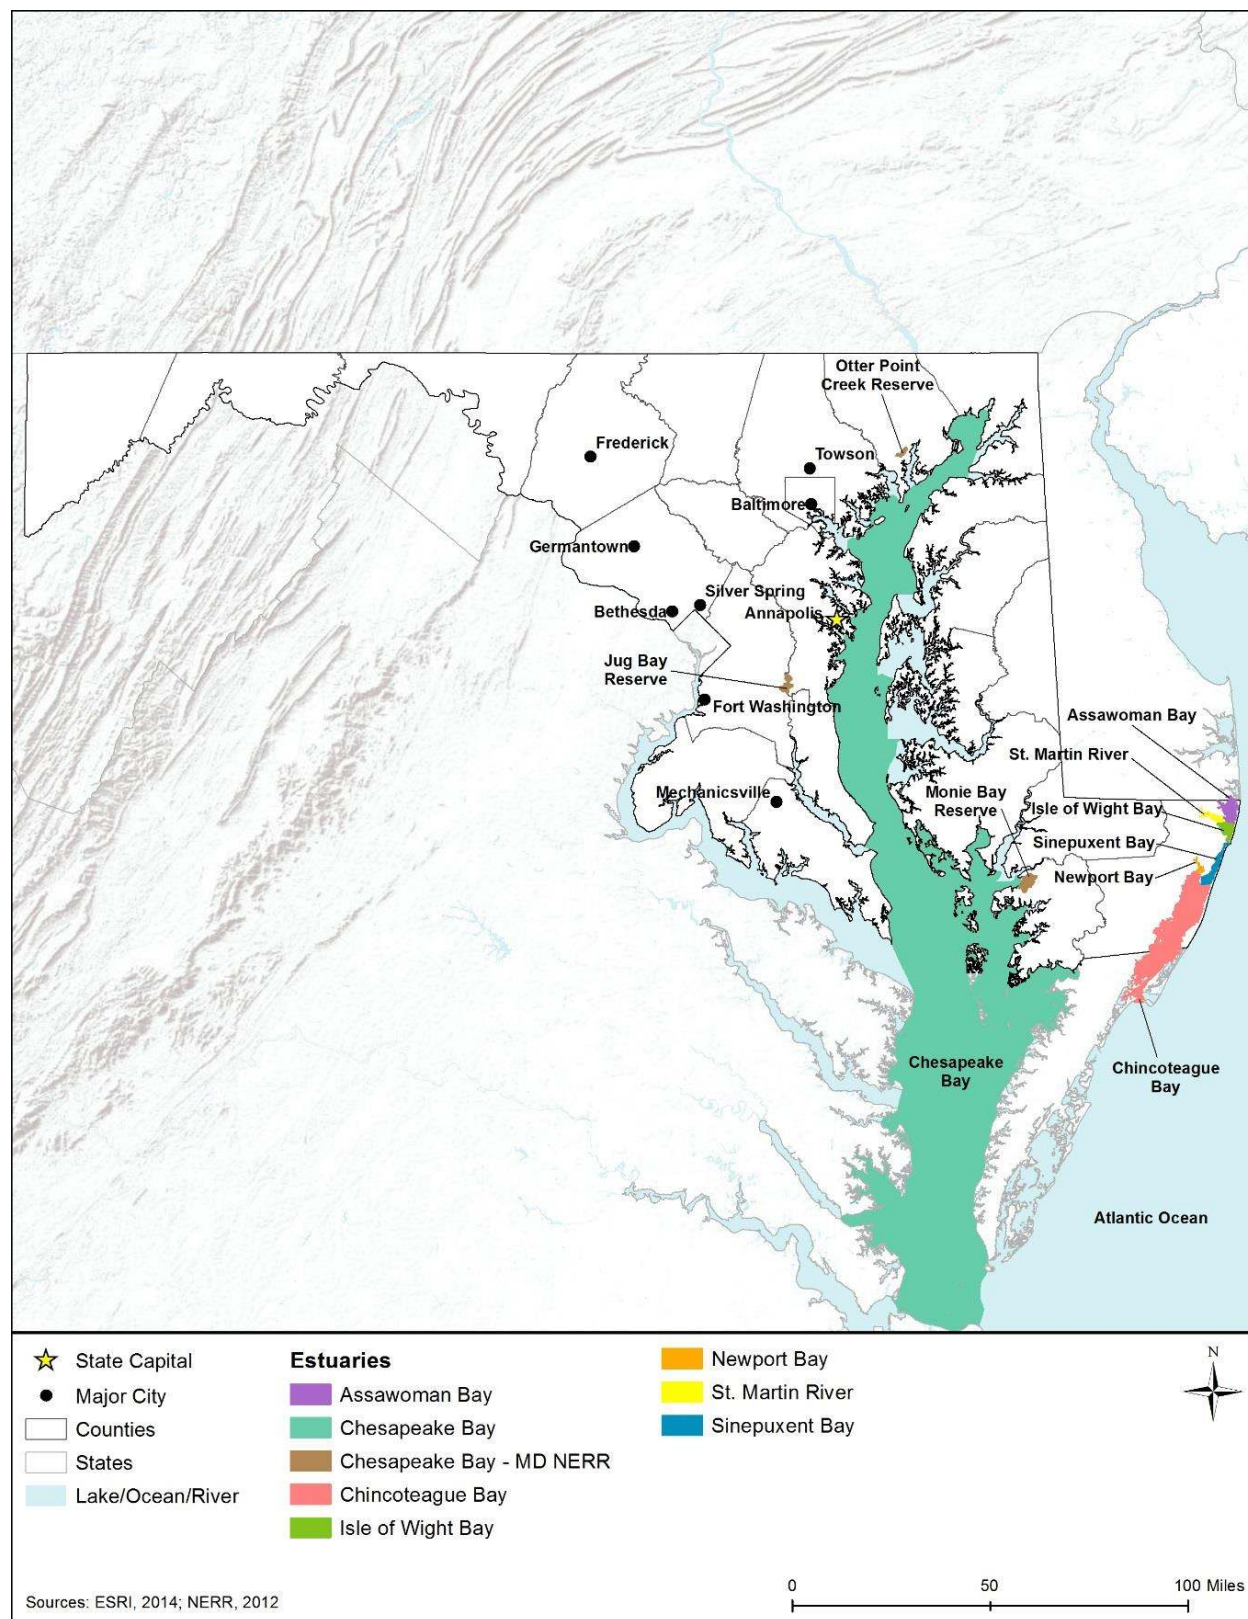 Otter Point
Creek Reserve
Frederick
Towson
Baltimore
Germantown
Silver Spring
Bethesda
Annapolis
Jug Bay
Reserve
Fort Washington
Assawoman Bay
St. Martin River
Mechanicsville
Monie Bay
Reserve
Isle of Wight Bay
Sinepuxent Bay
Newport Bay
Chesapeake
Bay
Chincoteague
Bay
Atlantic Ocean
State Capital
Major City
Counties
States
Lake/Ocean/River
Estuaries
Assawoman Bay
Chesapeake Bay
Chesapeake Bay - MD NERR
Chincoteague Bay
Isle of Wight Bay
Newport Bay
St. Martin River
Sinepuxent Bay
N
0 50 100 Miles
Sources: ESRI, 2014; NERR, 2012